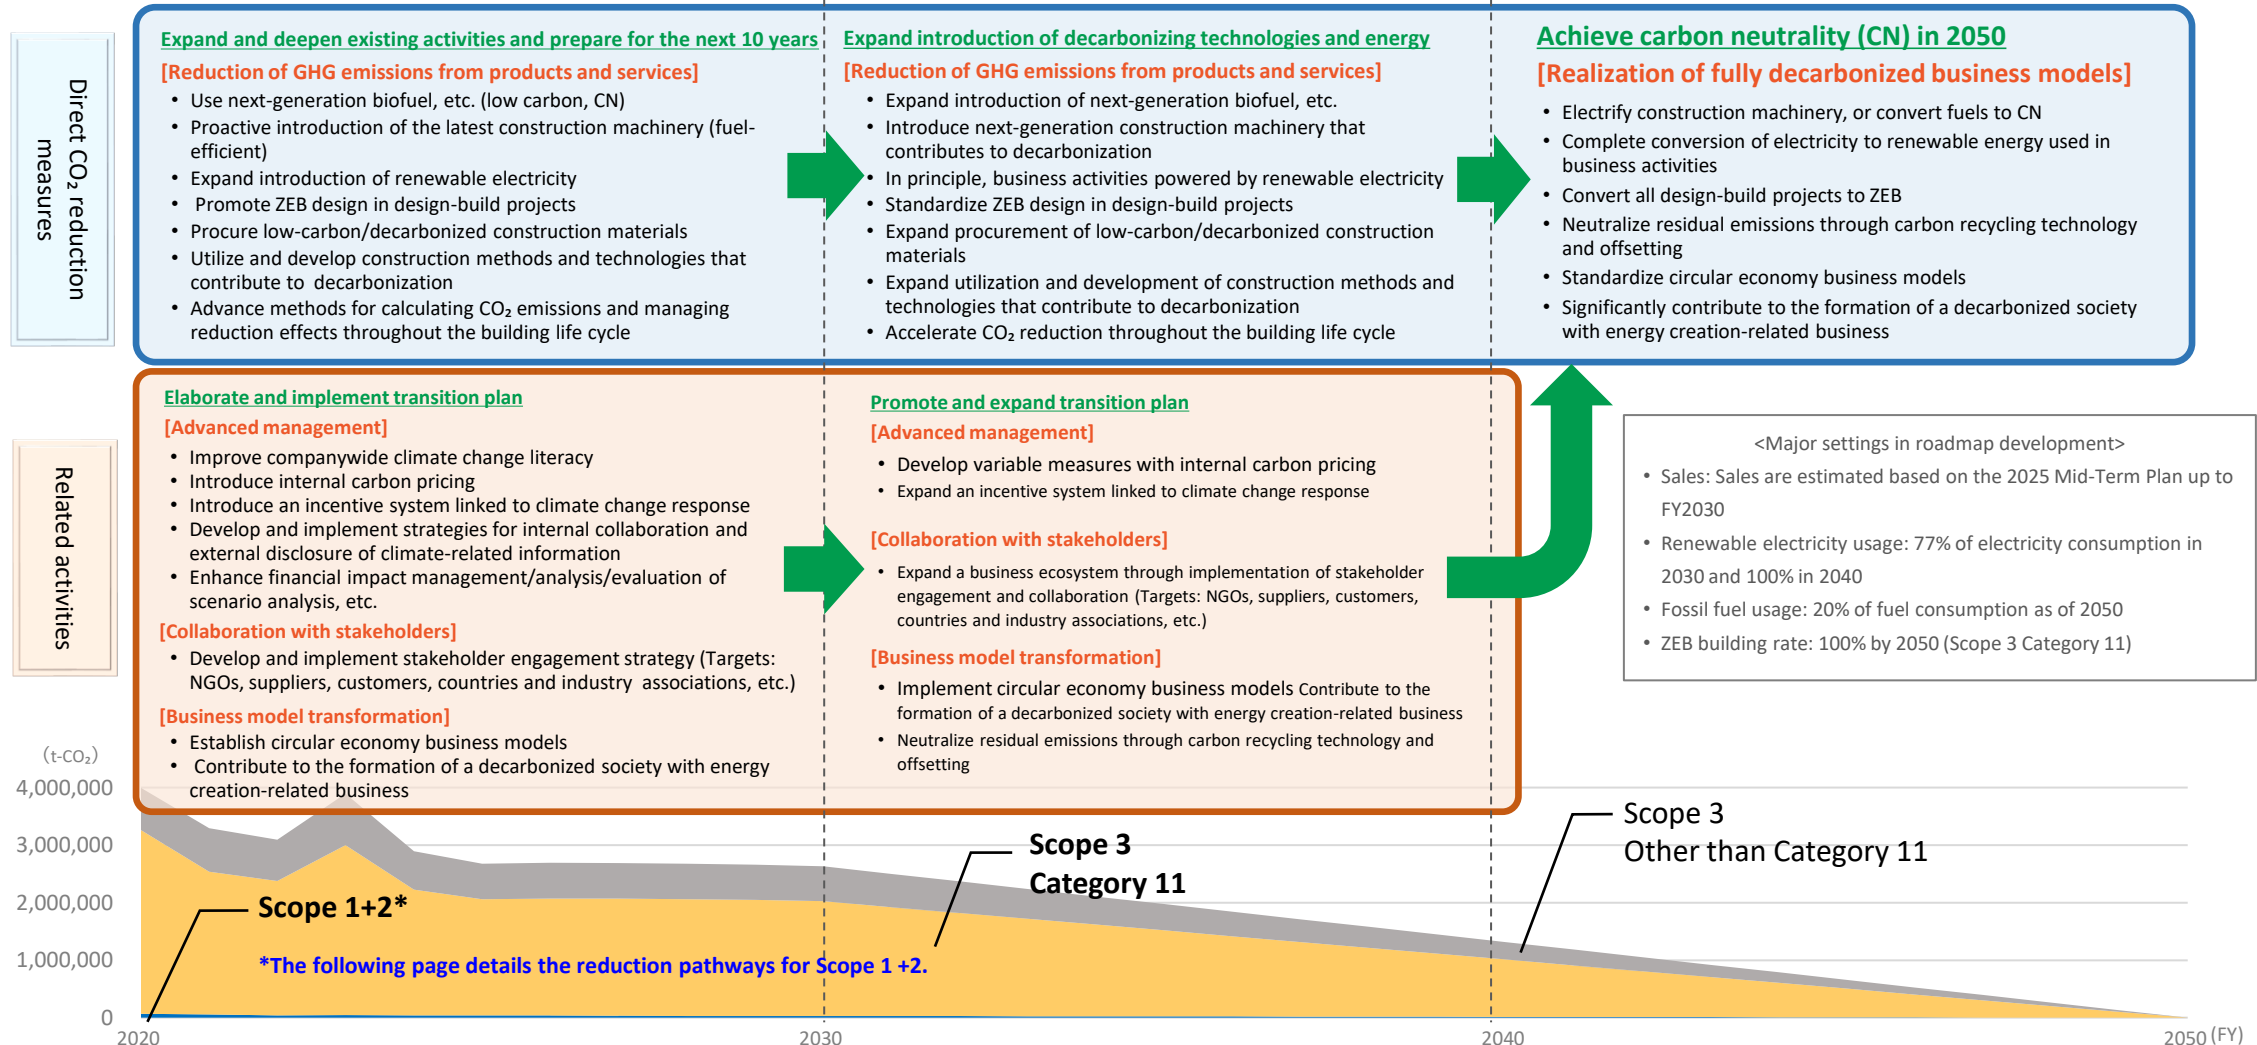 Direct CO₂ reduction
measures
Expand and deepen existing activities and prepare for the next 10 years
[Reduction of GHG emissions from products and services]
• Use next-generation biofuel, etc. (low carbon, CN)
• Proactive introduction of the latest construction machinery (fuel-
efficient)
• Expand introduction of renewable electricity
• Promote ZEB design in design-build projects
• Procure low-carbon/decarbonized construction materials
• Utilize and develop construction methods and technologies that
contribute to decarbonization
• Advance methods for calculating CO₂ emissions and managing
reduction effects throughout the building life cycle
Expand introduction of decarbonizing technologies and energy
[Reduction of GHG emissions from products and services]
• Expand introduction of next-generation biofuel, etc.
• Introduce next-generation construction machinery that
contributes to decarbonization
• In principle, business activities powered by renewable electricity
• Standardize ZEB design in design-build projects
• Expand procurement of low-carbon/decarbonized construction
materials
• Expand utilization and development of construction methods and
technologies that contribute to decarbonization
• Accelerate CO₂ reduction throughout the building life cycle
Achieve carbon neutrality (CN) in 2050
[Realization of fully decarbonized business models]
• Electrify construction machinery, or convert fuels to CN
• Complete conversion of electricity to renewable energy used in
business activities
• Convert all design-build projects to ZEB
• Neutralize residual emissions through carbon recycling technology
and offsetting
• Standardize circular economy business models
• Significantly contribute to the formation of a decarbonized society
with energy creation-related business
Related activities
Elaborate and implement transition plan
[Advanced management]
• Improve companywide climate change literacy
• Introduce internal carbon pricing
• Introduce an incentive system linked to climate change response
• Develop and implement strategies for internal collaboration and
external disclosure of climate-related information
• Enhance financial impact management/analysis/evaluation of
scenario analysis, etc.
[Collaboration with stakeholders]
• Develop and implement stakeholder engagement strategy (Targets:
NGOs, suppliers, customers, countries and industry associations, etc.)
[Business model transformation]
• Establish circular economy business models
• Contribute to the formation of a decarbonized society with energy
creation-related business
Promote and expand transition plan
[Advanced management]
• Develop variable measures with internal carbon pricing
• Expand an incentive system linked to climate change response
[Collaboration with stakeholders]
• Expand a business ecosystem through implementation of stakeholder
engagement and collaboration (Targets: NGOs, suppliers, customers,
countries and industry associations, etc.)
[Business model transformation]
• Implement circular economy business models Contribute to the
formation of a decarbonized society with energy creation-related business
• Neutralize residual emissions through carbon recycling technology and
offsetting
<Major settings in roadmap development>
• Sales: Sales are estimated based on the 2025 Mid-Term Plan up to
FY2030
• Renewable electricity usage: 77% of electricity consumption in
2030 and 100% in 2040
• Fossil fuel usage: 20% of fuel consumption as of 2050
• ZEB building rate: 100% by 2050 (Scope 3 Category 11)
（t-CO₂）
4,000,000
3,000,000
2,000,000
1,000,000
0
Scope 1+2*
*The following page details the reduction pathways for Scope 1 +2.
Scope 3
Category 11
Scope 3
Other than Category 11
2020
2030
2040
2050 (FY)